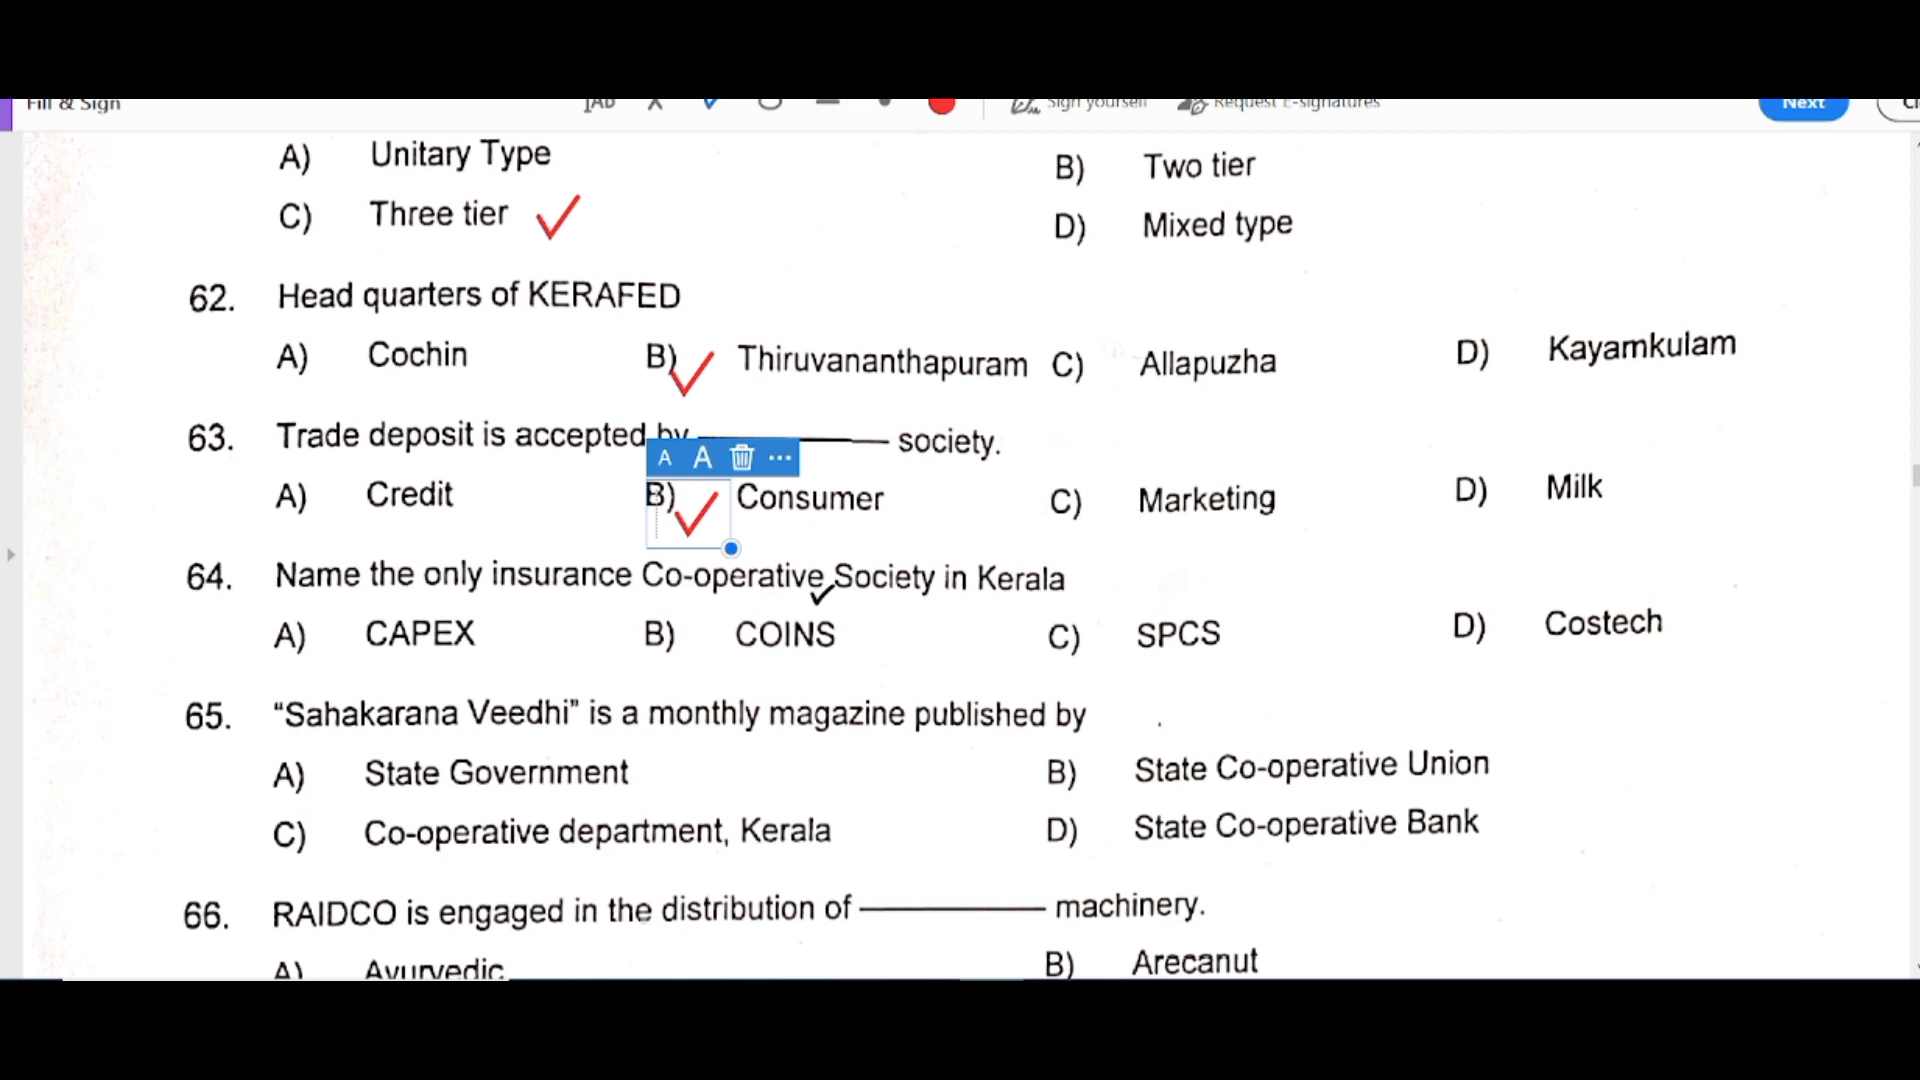 Fill & Sign IAb Sign yourself Request E-signatures Next
A) Unitary Type B) Two tier
C) Three tier D) Mixed type
62. Head quarters of KERAFED
A) Cochin B) Thiruvananthapuram C) Allapuzha D) Kayamkulam
63. Trade deposit is accepted by ________ society.
A A ...
A) Credit B) Consumer C) Marketing D) Milk
64. Name the only insurance Co-operative Society in Kerala
A) CAPEX B) COINS C) SPCS D) Costech
65. “Sahakarana Veedhi” is a monthly magazine published by
A) State Government B) State Co-operative Union
C) Co-operative department, Kerala D) State Co-operative Bank
66. RAIDCO is engaged in the distribution of ________ machinery.
A) Ayurvedic B) Arecanut